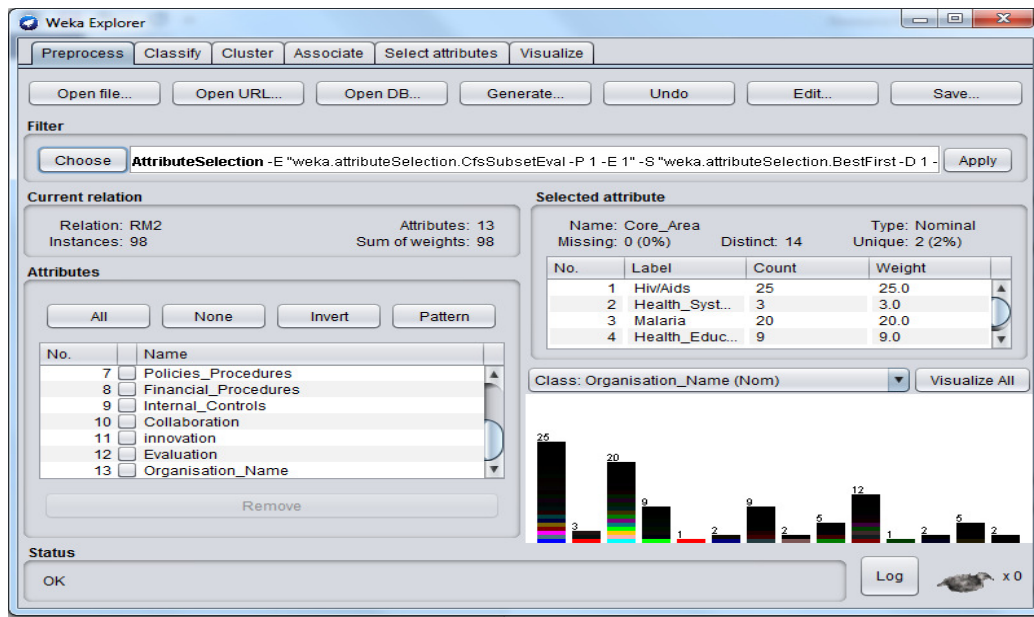 Weka Explorer
Preprocess Classify Cluster Associate Select attributes Visualize
Open file... Open URL... Open DB... Generate... Undo Edit... Save...
Filter
Choose AttributeSelection -E "weka.attributeSelection.CfsSubsetEval -P 1 -E 1" -S "weka.attributeSelection.BestFirst -D 1 - Apply
Current relation
Relation: RM2 Attributes: 13
Instances: 98 Sum of weights: 98
Attributes
All None Invert Pattern
No. Name
7 Policies_Procedures
8 Financial_Procedures
9 Internal_Controls
10 Collaboration
11 innovation
12 Evaluation
13 Organisation_Name
Remove
Selected attribute
Name: Core_Area Type: Nominal
Missing: 0 (0%) Distinct: 14 Unique: 2 (2%)
No. Label Count Weight
1 Hiv/Aids 25 25.0
2 Health_Syst... 3 3.0
3 Malaria 20 20.0
4 Health_Educ... 9 9.0
Class: Organisation_Name (Nom) Visualize All
25 3 20 9 1 2 9 2 5 12 1 2 5 2
Status
OK Log x 0